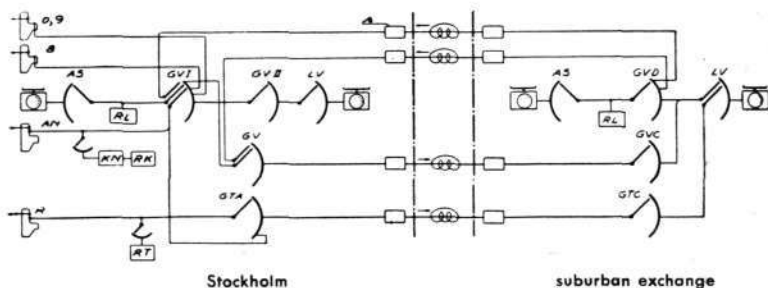 0,9
A
B
AS
GVI
GVII
LV
AS
GVD
LV
RL
RL
AN
GV
GVC
KM
RK
GTA
GTC
RT
Stockholm
suburban exchange